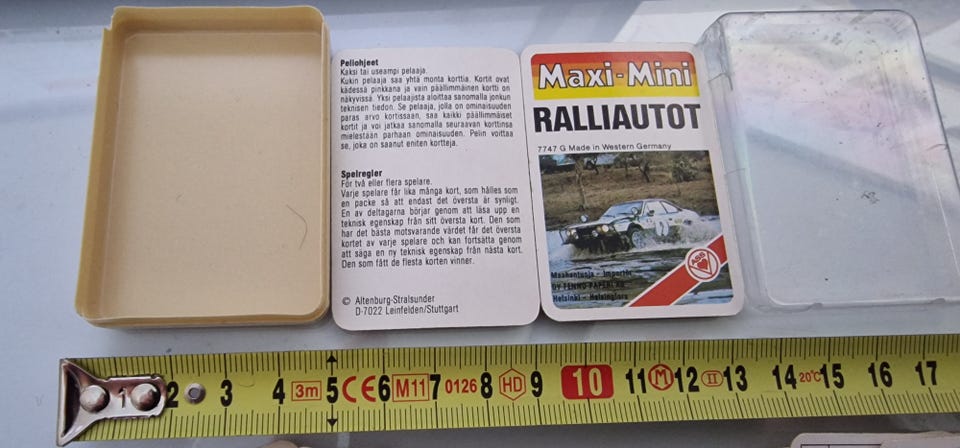 Peliohjeet
Kaksi tai useampi pelaaja.
Kukin pelaaja saa yhtä monta korttia. Kortit ovat
kädessä pinkkana ja vain päällimmäinen kortti on
näkyvissä. Yksi pelaajista aloittaa sanomalla jonkun
teknisen tiedon. Se pelaaja, jolla on ominaisuuden
paras arvo kortissaan, saa kaikki päällimmäiset
kortit ja voi jatkaa sanomalla seuraavan korttinsa
mielestään parhaan ominaisuuden. Pelin voittaa
se, joka on saanut eniten kortteja.
Spelregler
För två eller flera spelare.
Varje spelare får lika många kort, som hålles som
en packe så att endast det översta är synligt.
En av deltagarna börjar genom att läsa upp en
teknisk egenskap från sitt översta kort. Den som
har det bästa motsvarande värdet får det översta
kortet av varje spelare och kan fortsätta genom
att säga en ny teknisk egenskap från nästa kort.
Den som fått de flesta korten vinner.
© Altenburg-Stralsunder
D-7022 Leinfelden/Stuttgart
Maxi-Mini
RALLIAUTOT
7747 G Made in Western Germany
ASS
Maahantuoja - Importör
OY FENNO-PAPERI AB
Helsinki - Helsingfors
1 2 3 4 3m 5 CE 6 M11 7 0126 8 HD 9 10 11 M 12 II 13 14 20°C 15 16 17